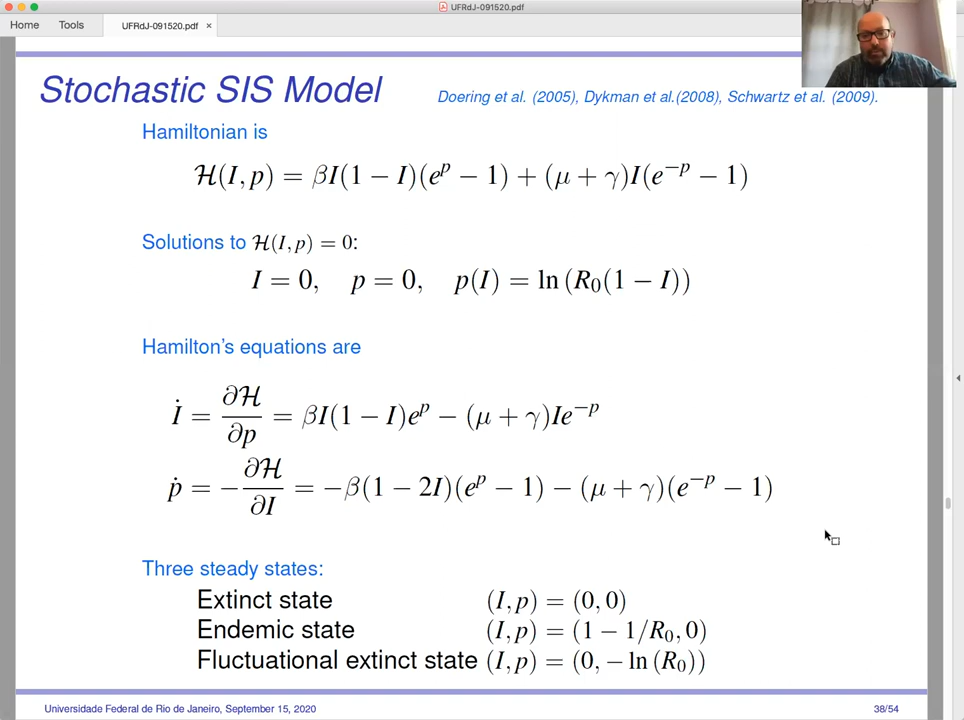 UFRdJ-091520.pdf
Home Tools UFRdJ-091520.pdf ×
Stochastic SIS Model
Doering et al. (2005), Dykman et al.(2008), Schwartz et al. (2009).
Hamiltonian is
ℋ(I, p) = βI(1 − I)(e^p − 1) + (μ + γ)I(e^{−p} − 1)
Solutions to ℋ(I, p) = 0:
I = 0, p = 0, p(I) = ln (R₀(1 − I))
Hamilton's equations are
İ = ∂ℋ/∂p = βI(1 − I)e^p − (μ + γ)Ie^{−p}
ṗ = −∂ℋ/∂I = −β(1 − 2I)(e^p − 1) − (μ + γ)(e^{−p} − 1)
Three steady states:
Extinct state (I, p) = (0, 0)
Endemic state (I, p) = (1 − 1/R₀, 0)
Fluctuational extinct state (I, p) = (0, − ln (R₀))
Universidade Federal de Rio de Janeiro, September 15, 2020 38/54